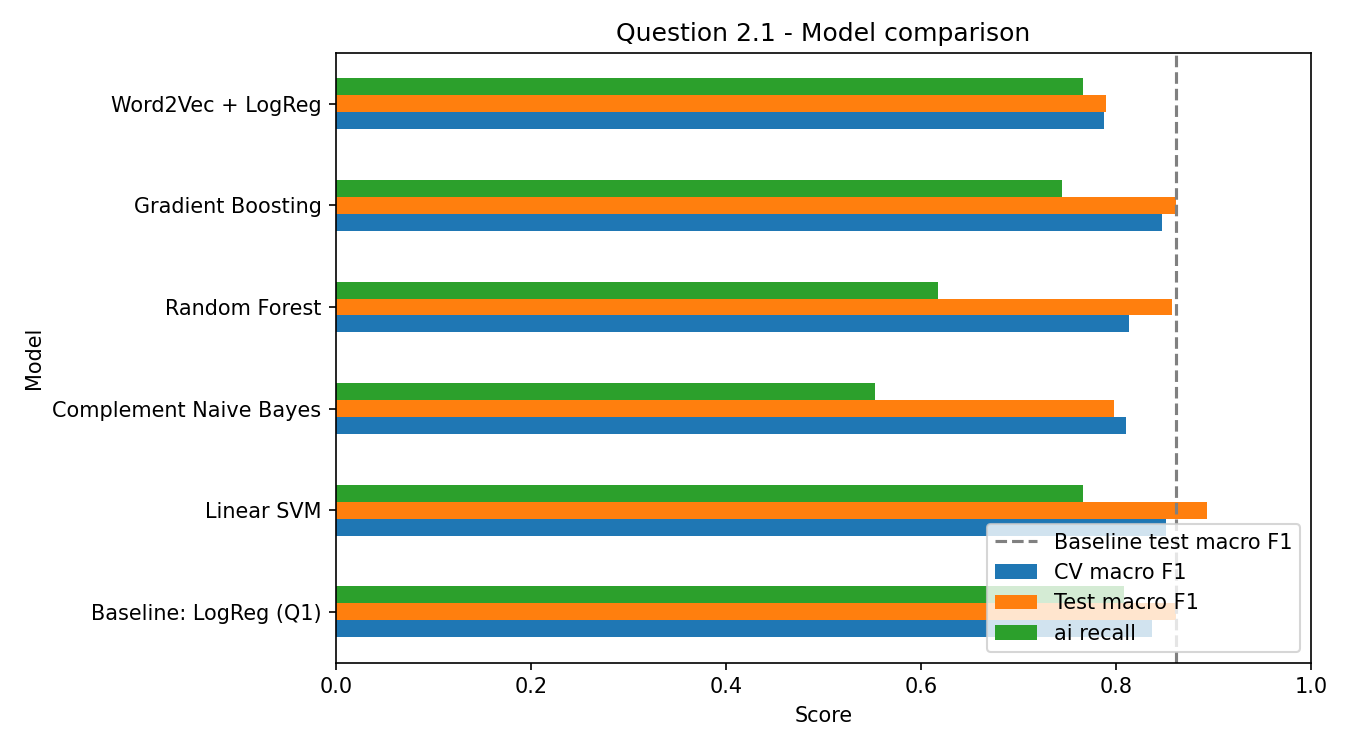 Question 2.1 - Model comparison
Word2Vec + LogReg
Gradient Boosting
Random Forest
Complement Naive Bayes
Linear SVM
Baseline: LogReg (Q1)
Model
Baseline test macro F1
CV macro F1
Test macro F1
ai recall
0.0 0.2 0.4 0.6 0.8 1.0
Score